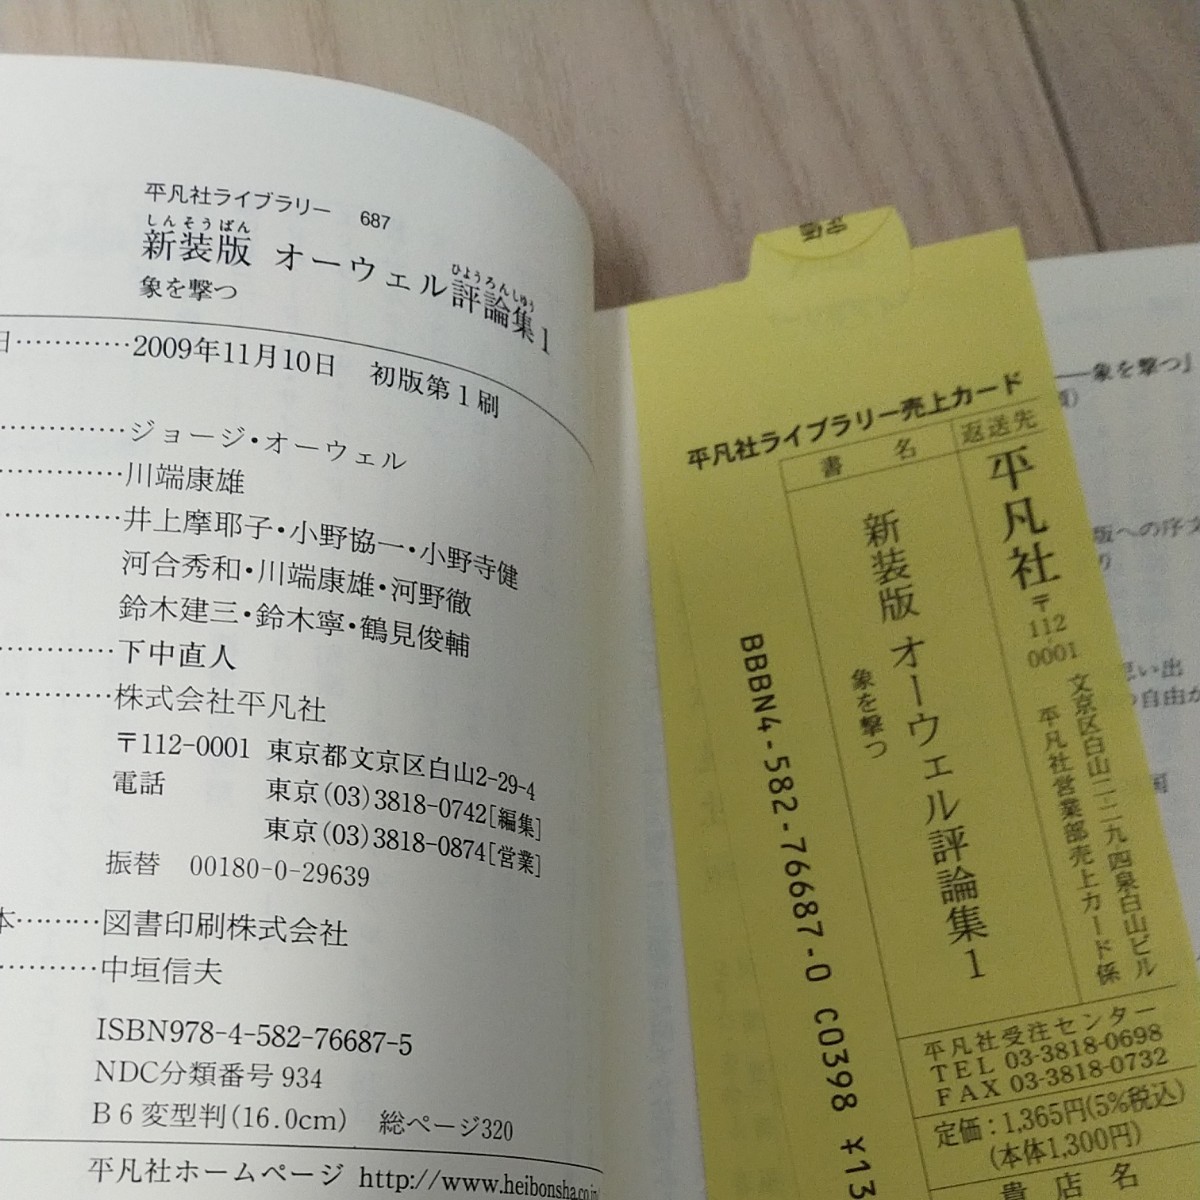 平凡社ライブラリー 687
しんそうばん
新装版 オーウェル評論集1
ひょうろんしゅう
象を撃つ
日…………2009年11月10日 初版第1刷
…………ジョージ・オーウェル
…………川端康雄
…………井上摩耶子・小野協一・小野寺健
河合秀和・川端康雄・河野徹
鈴木建三・鈴木寧・鶴見俊輔
…………下中直人
…………株式会社平凡社
〒112-0001 東京都文京区白山2-29-4
電話 東京(03)3818-0742[編集]
東京(03)3818-0874[営業]
振替 00180-0-29639
本………図書印刷株式会社
…………中垣信夫
ISBN978-4-582-76687-5
NDC分類番号934
B6変型判(16.0cm) 総ページ320
平凡社ホームページ http://www.heibonsha.co.jp/
定価
平凡社ライブラリー売上カード
返送先
平凡社
〒112-0001
文京区白山二-二九-四泉白山ビル
平凡社営業部売上カード係
書名
新装版 オーウェル評論集1
象を撃つ
BBBN4-582-76687-0 C0398 ¥13
平凡社受注センター
TEL 03-3818-0698
FAX 03-3818-0732
定価：1,365円(5%税込)
(本体1,300円)
貴店名
――象を撃つ」
版への序文
思い出
つ自由が
国